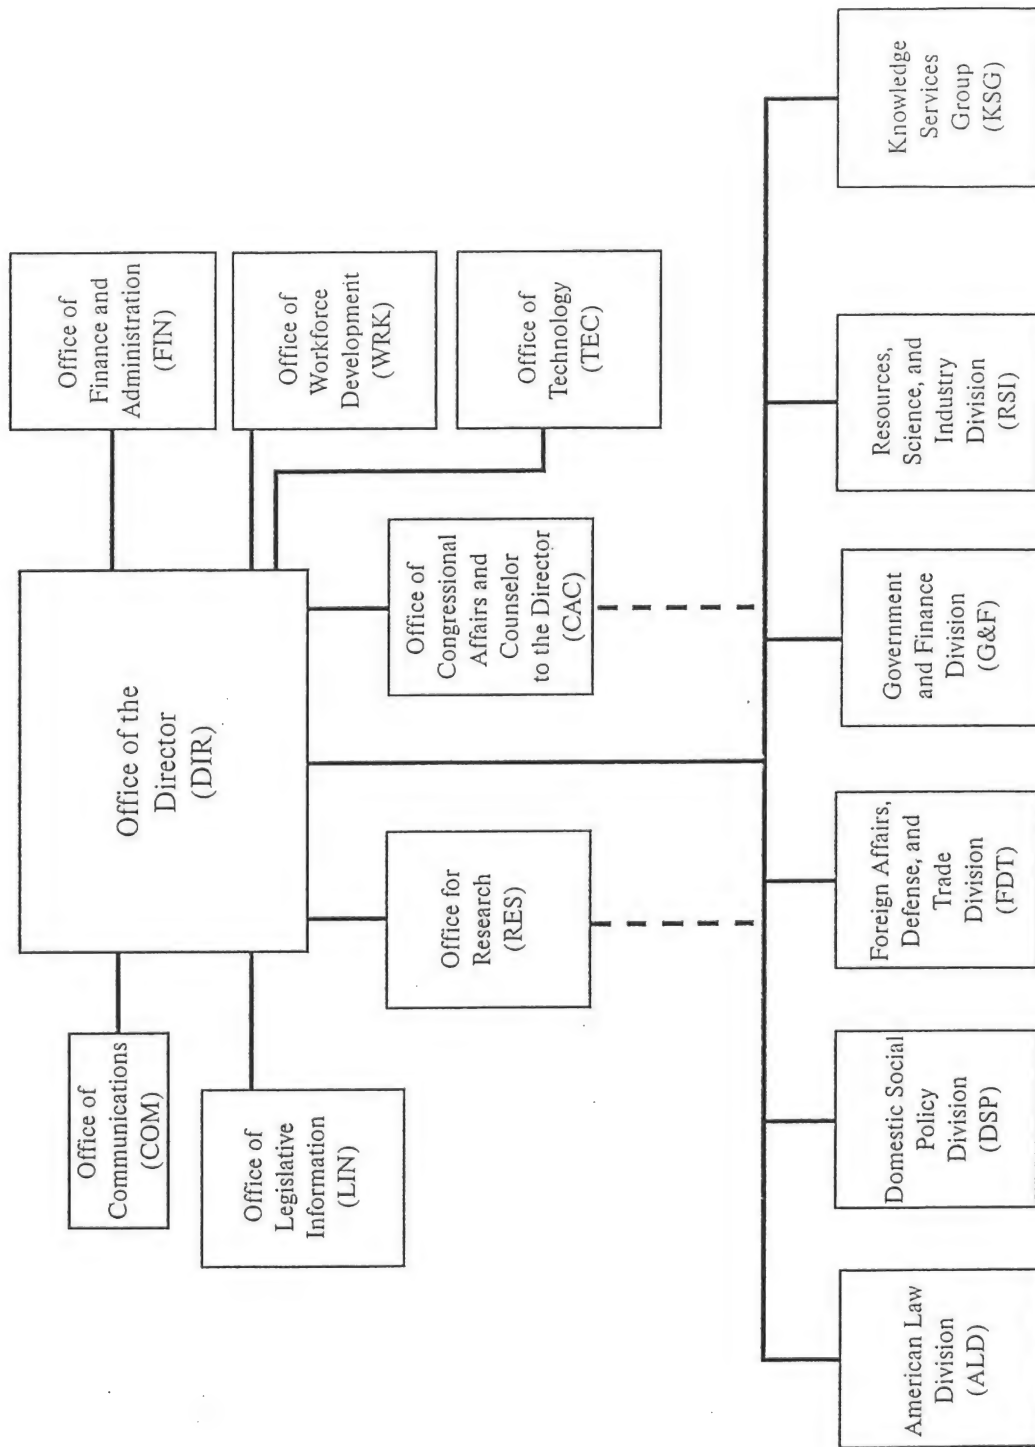 Office of the
Director
(DIR)
Office of
Communications
(COM)
Office of
Legislative
Information
(LIN)
Office of
Finance and
Administration
(FIN)
Office of
Workforce
Development
(WRK)
Office of
Technology
(TEC)
Office for
Research
(RES)
Office of
Congressional
Affairs and
Counselor
to the Director
(CAC)
American Law
Division
(ALD)
Domestic Social
Policy
Division
(DSP)
Foreign Affairs,
Defense, and
Trade
Division
(FDT)
Government
and Finance
Division
(G&F)
Resources,
Science, and
Industry
Division
(RSI)
Knowledge
Services
Group
(KSG)